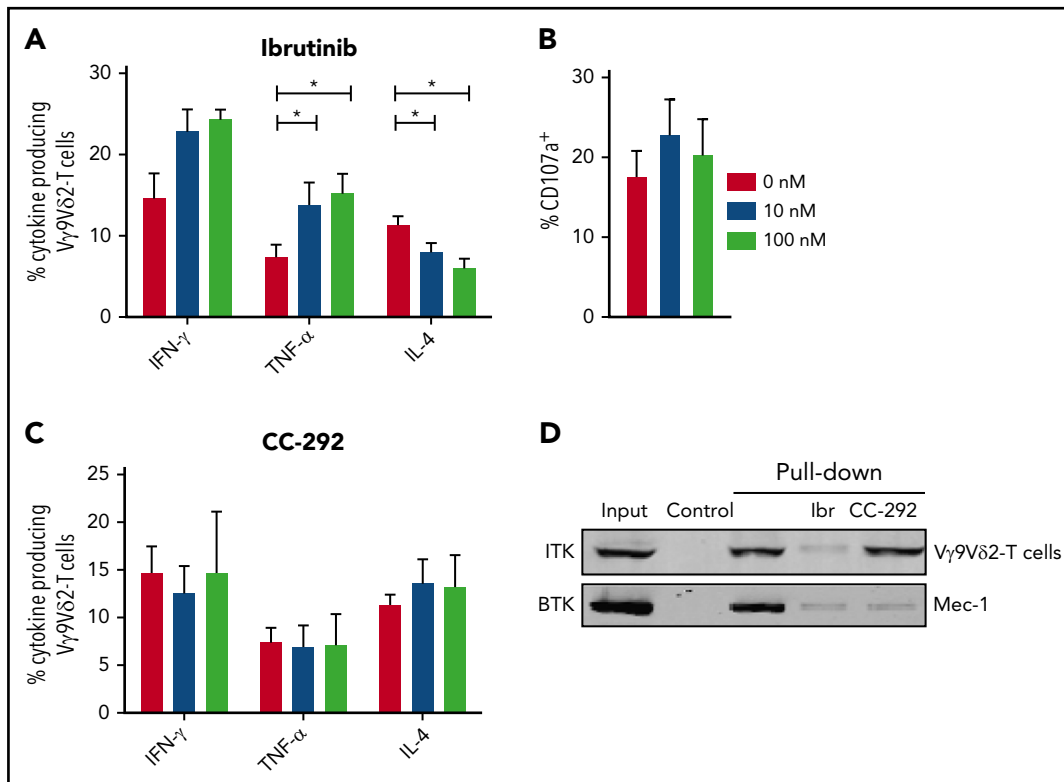 A
Ibrutinib
% cytokine producing
Vγ9Vδ2-T cells
30
20
10
0
*
*
*
*
IFN-γ
TNF-α
IL-4
B
% CD107a+
30
20
10
0
0 nM
10 nM
100 nM
C
CC-292
% cytokine producing
Vγ9Vδ2-T cells
25
20
15
10
5
0
IFN-γ
TNF-α
IL-4
D
Pull-down
Input Control Ibr CC-292
ITK Vγ9Vδ2-T cells
BTK Mec-1